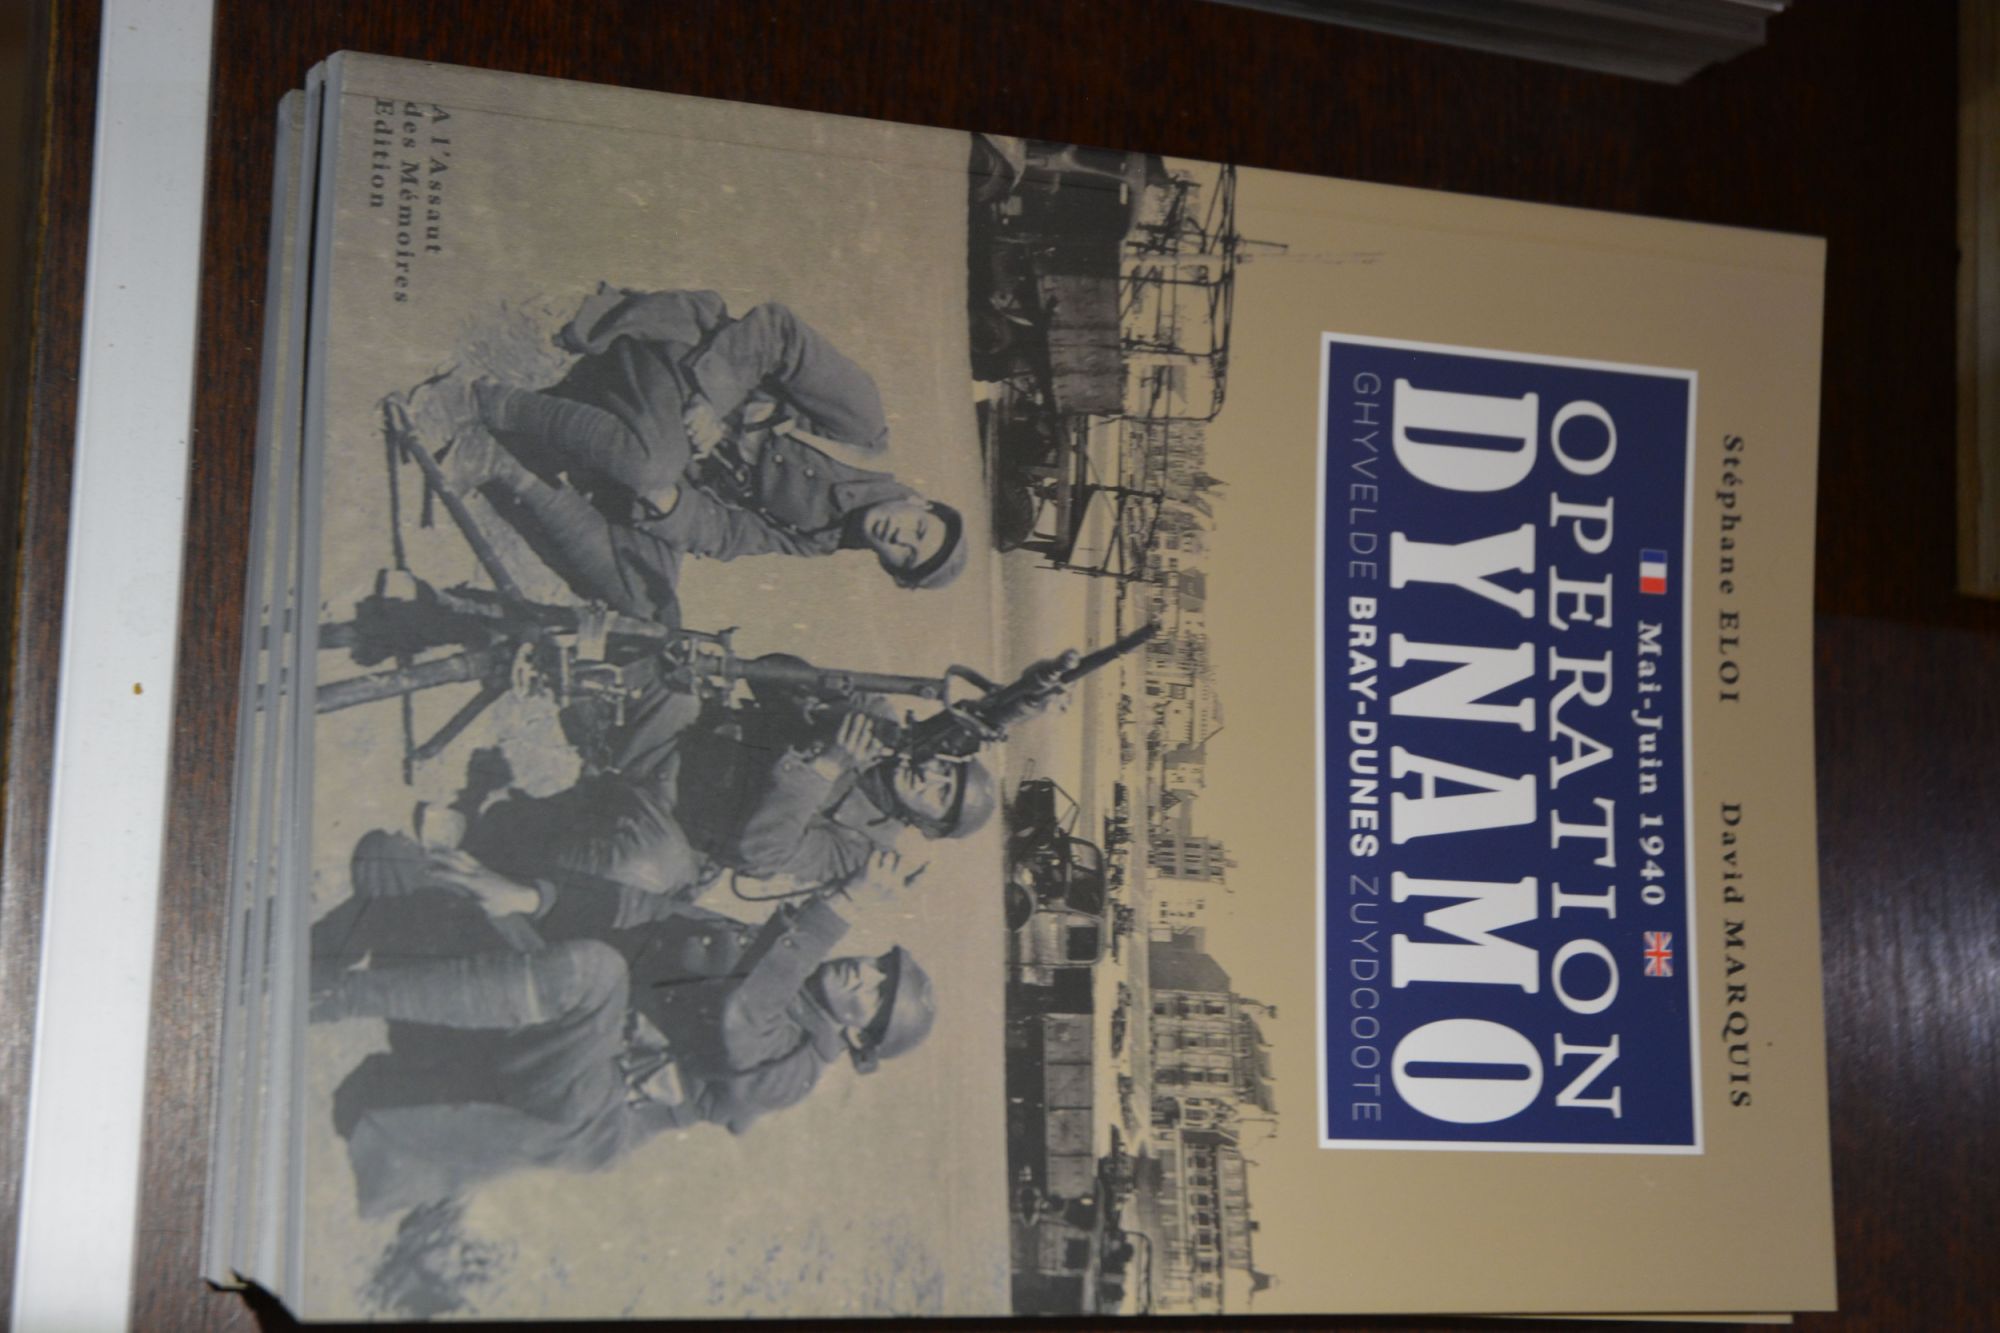 Stéphane ELOI David MARQUIS
Mai-Juin 1940
OPERATION
DYNAMO
GHYVELDE BRAY-DUNES ZUYDCOOTE
A l'Assaut
des Mémoires
Edition